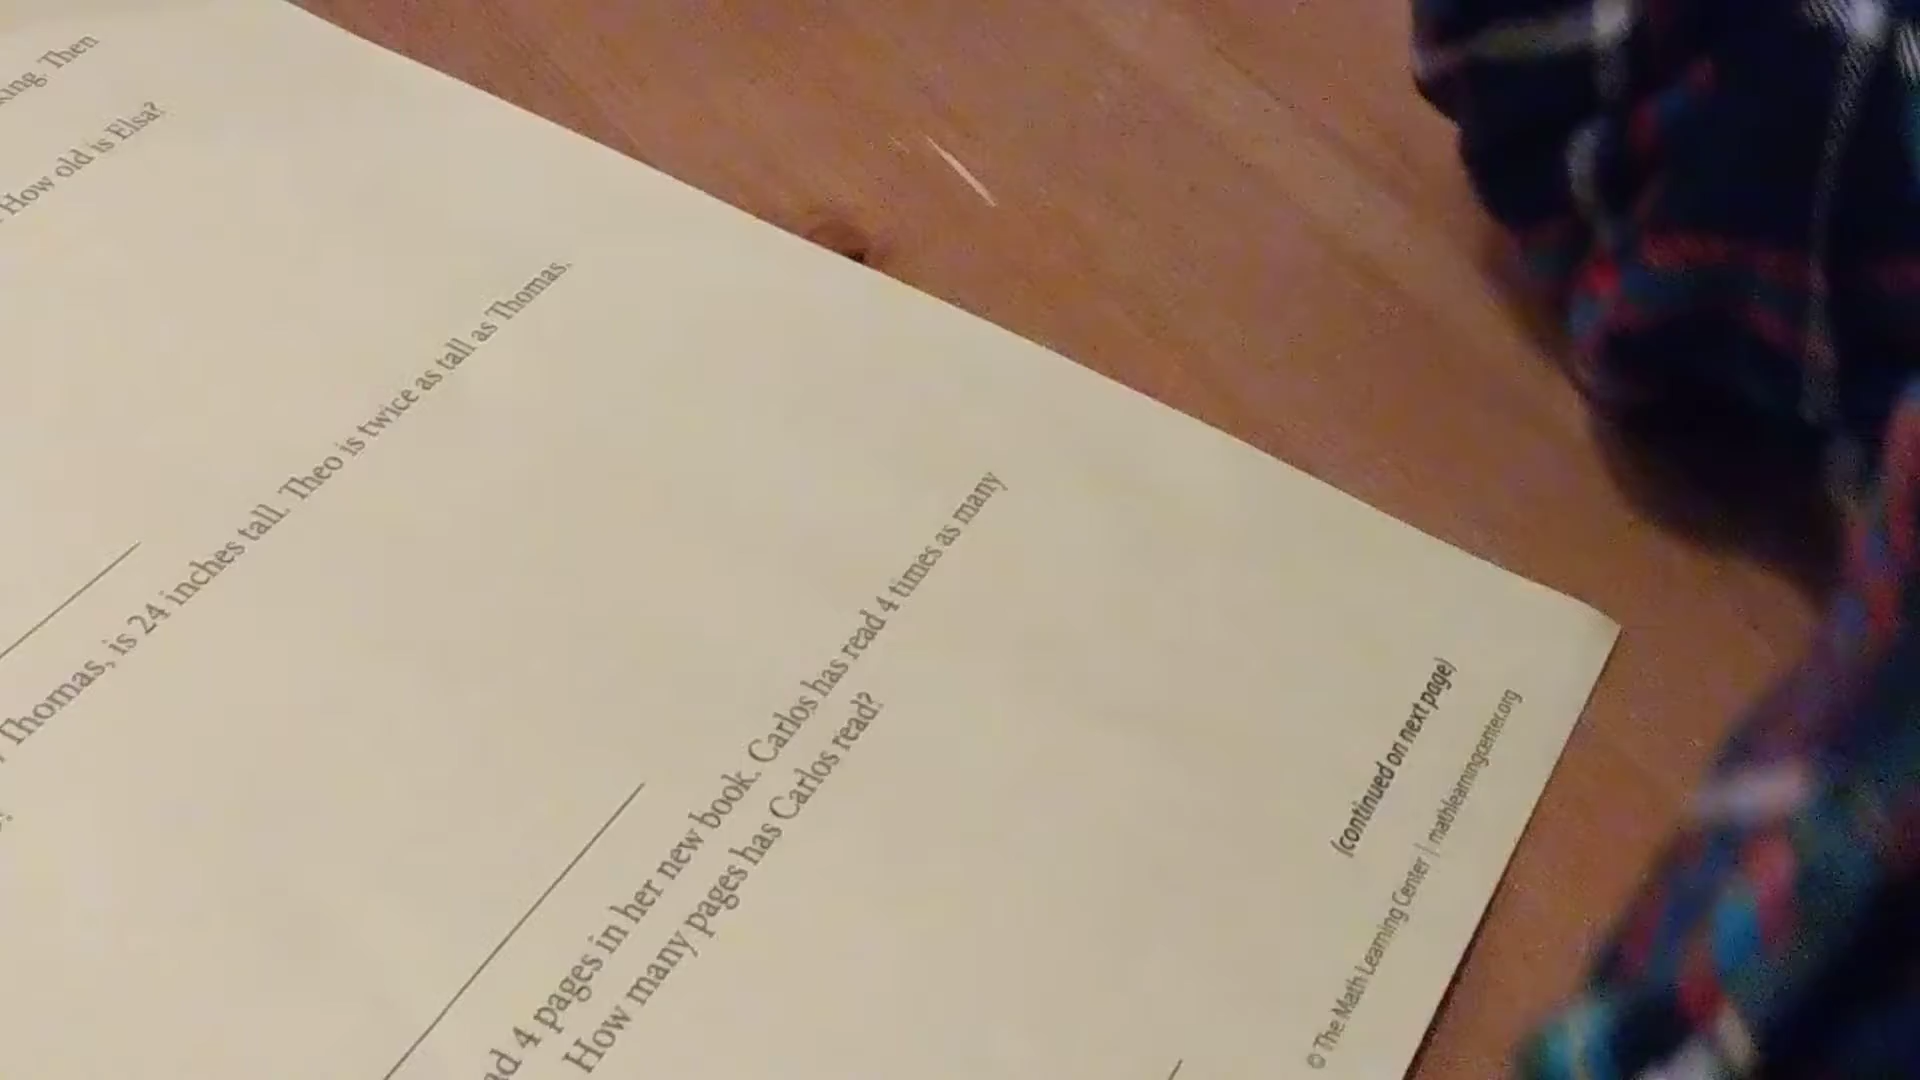 Then
How old is Elsa?
Thomas, is 24 inches tall. Theo is twice as tall as Thomas.
4 pages in her new book. Carlos has read 4 times as many
How many pages has Carlos read?
(continued on next page)
© The Math Learning Center | mathlearningcenter.org